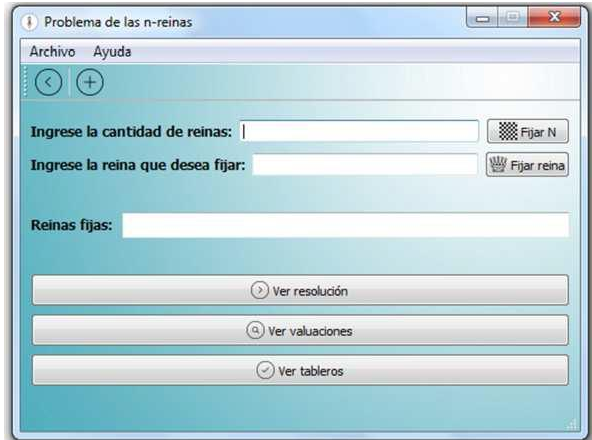 Problema de las n-reinas
Archivo Ayuda
Ingrese la cantidad de reinas: Fijar N
Ingrese la reina que desea fijar: Fijar reina
Reinas fijas:
Ver resolución
Ver valuaciones
Ver tableros